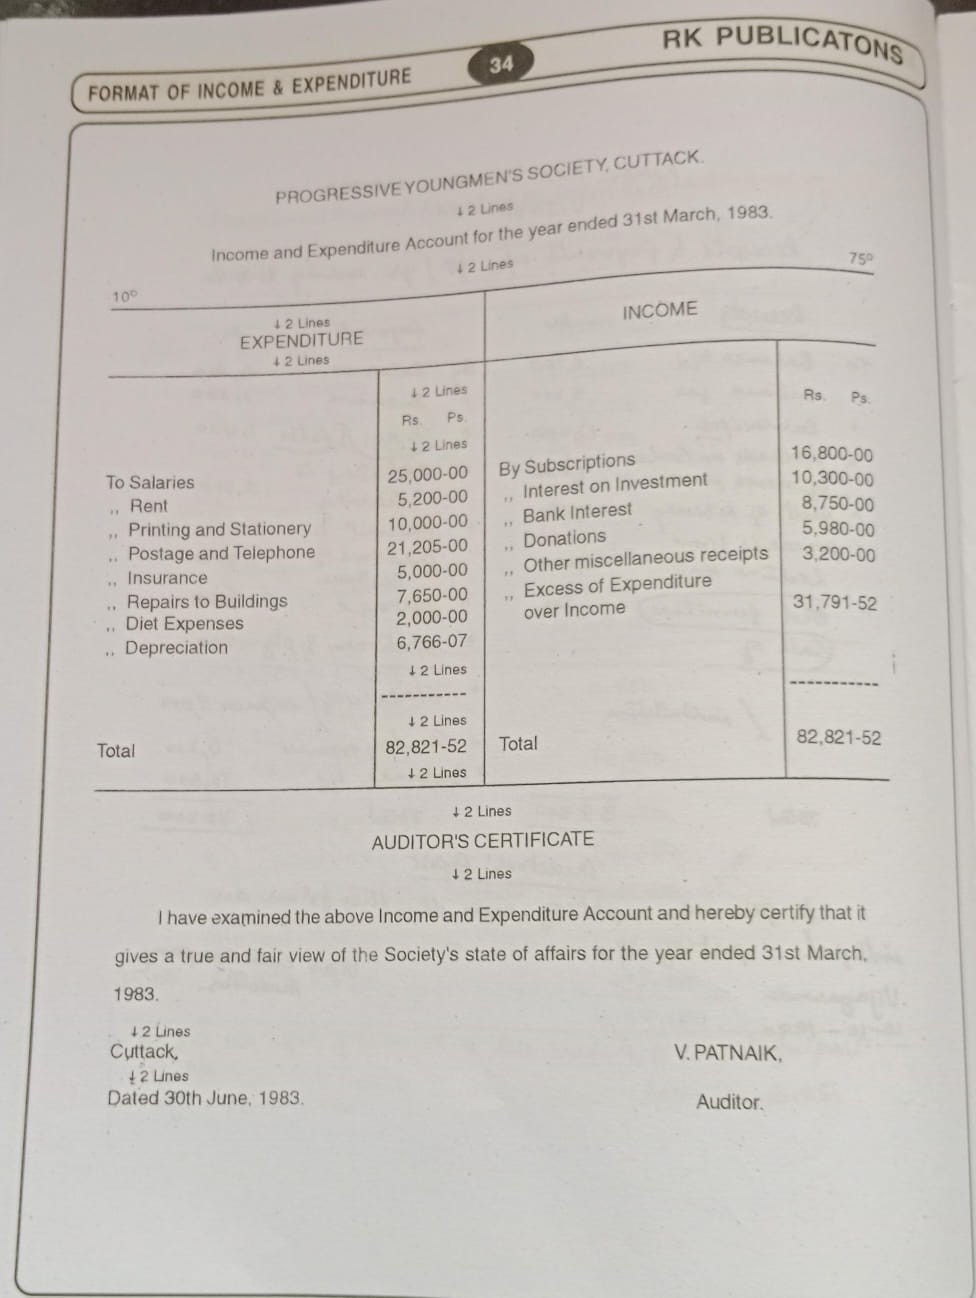 FORMAT OF INCOME & EXPENDITURE 34 RK PUBLICATONS
PROGRESSIVE YOUNGMEN'S SOCIETY, CUTTACK.
↓ 2 Lines
Income and Expenditure Account for the year ended 31st March, 1983.
↓ 2 Lines
10° 75°
↓ 2 Lines
EXPENDITURE
↓ 2 Lines
INCOME
↓ 2 Lines
Rs. Ps.
↓ 2 Lines
To Salaries 25,000-00
,, Rent 5,200-00
,, Printing and Stationery 10,000-00
,, Postage and Telephone 21,205-00
,, Insurance 5,000-00
,, Repairs to Buildings 7,650-00
,, Diet Expenses 2,000-00
,, Depreciation 6,766-07
↓ 2 Lines
-----------
↓ 2 Lines
Total 82,821-52
↓ 2 Lines
Rs. Ps.
By Subscriptions 16,800-00
,, Interest on Investment 10,300-00
,, Bank Interest 8,750-00
,, Donations 5,980-00
,, Other miscellaneous receipts 3,200-00
,, Excess of Expenditure
over Income 31,791-52
-----------
Total 82,821-52
↓ 2 Lines
AUDITOR'S CERTIFICATE
↓ 2 Lines
I have examined the above Income and Expenditure Account and hereby certify that it
gives a true and fair view of the Society's state of affairs for the year ended 31st March,
1983.
↓ 2 Lines
Cuttack, V. PATNAIK,
↓ 2 Lines
Dated 30th June, 1983. Auditor.